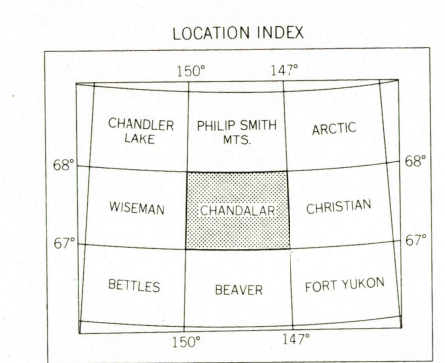 LOCATION INDEX
150° 147°
CHANDLER LAKE
PHILIP SMITH MTS.
ARCTIC
68° 68°
WISEMAN CHANDALAR CHRISTIAN
67° 67°
BETTLES BEAVER FORT YUKON
150° 147°